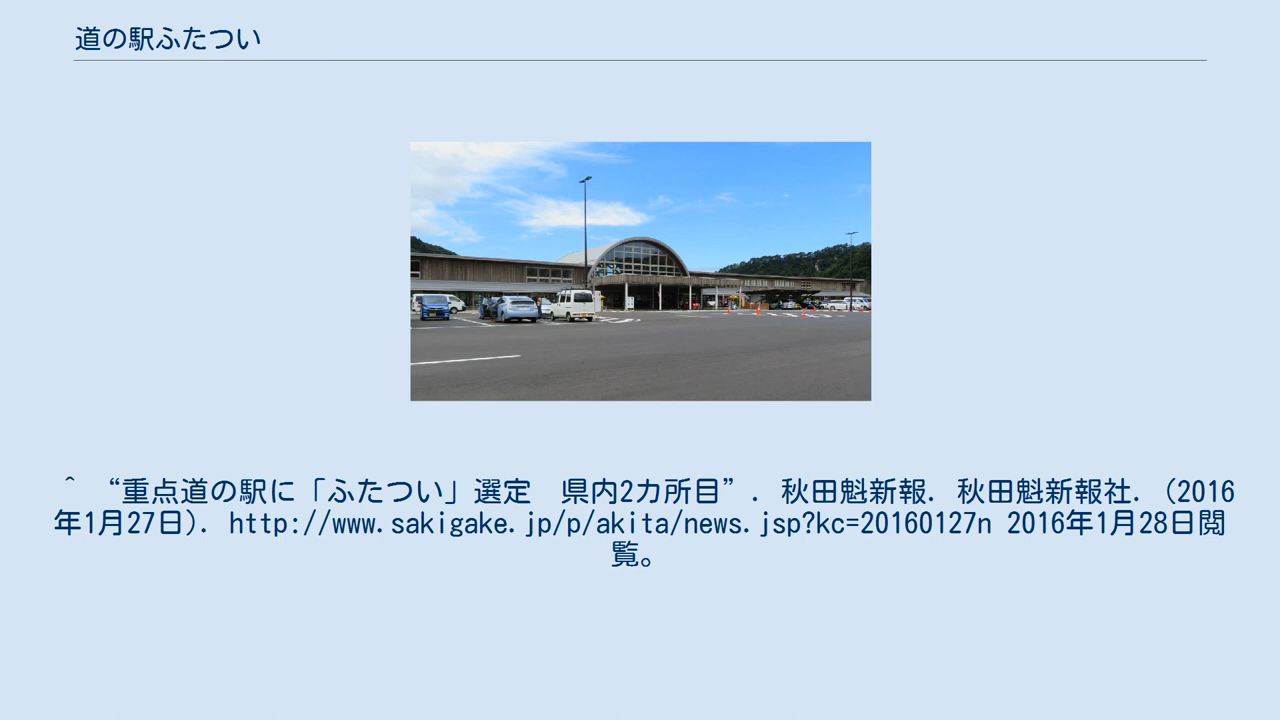 道の駅ふたつい
^ “重点道の駅に「ふたつい」選定　県内2カ所目”. 秋田魁新報. 秋田魁新報社. (2016
年1月27日). http://www.sakigake.jp/p/akita/news.jsp?kc=20160127n 2016年1月28日閲
覧。